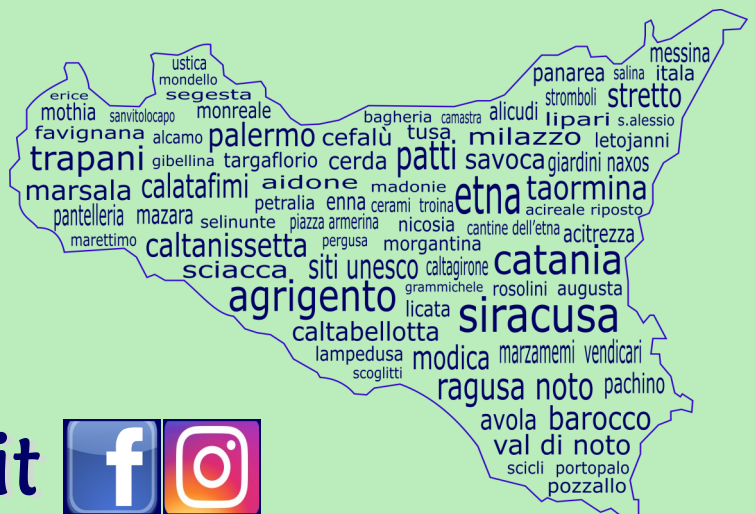 messina
ustica
mondello
panarea salina itala
erice segesta
stromboli stretto
mothia sanvitolocapo monreale
bagheria camastra alicudi lipari s.alessio
favignana alcamo palermo cefalù tusa milazzo letojanni
trapani gibellina targaflorio cerda patti savoca giardini naxos
marsala calatafimi aidone madonie etna taormina
pantelleria mazara petralia enna cerami troina acireale riposto
selinunte piazza armerina nicosia cantine dell'etna acitrezza
marettimo caltanissetta pergusa morgantina
sciacca siti unesco caltagirone catania
agrigento grammichele rosolini augusta
licata siracusa
caltabellotta
lampedusa modica marzamemi vendicari
scoglitti
ragusa noto pachino
avola barocco
it f
val di noto
scicli portopalo
pozzallo